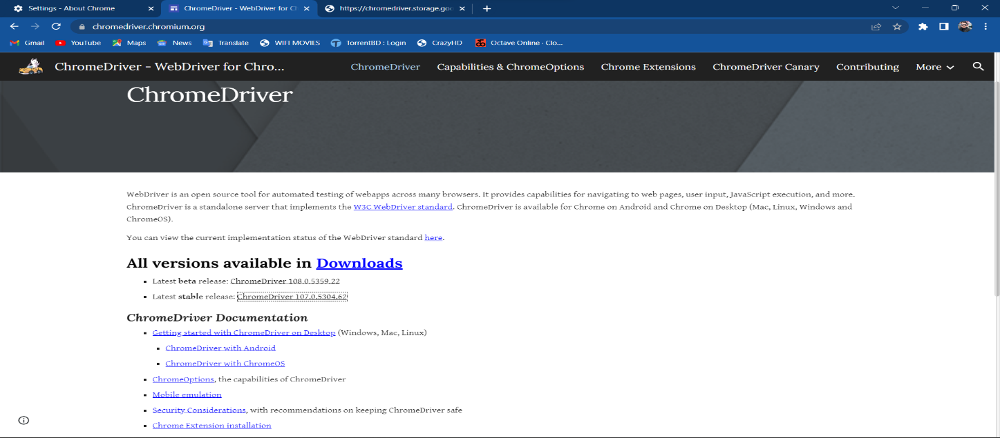 Settings - About Chrome
ChromeDriver - WebDriver for Ch
https://chromedriver.storage.goo
chromedriver.chromium.org
Gmail YouTube Maps News Translate WIFI MOVIES TorrentBD : Login CrazyHD Octave Online · Clo...
ChromeDriver - WebDriver for Chro... ChromeDriver Capabilities & ChromeOptions Chrome Extensions ChromeDriver Canary Contributing More
ChromeDriver
WebDriver is an open source tool for automated testing of webapps across many browsers. It provides capabilities for navigating to web pages, user input, JavaScript execution, and more.
ChromeDriver is a standalone server that implements the W3C WebDriver standard. ChromeDriver is available for Chrome on Android and Chrome on Desktop (Mac, Linux, Windows and
ChromeOS).
You can view the current implementation status of the WebDriver standard here.
All versions available in Downloads
Latest beta release: ChromeDriver 108.0.5359.22
Latest stable release: ChromeDriver 107.0.5304.62
ChromeDriver Documentation
Getting started with ChromeDriver on Desktop (Windows, Mac, Linux)
ChromeDriver with Android
ChromeDriver with ChromeOS
ChromeOptions, the capabilities of ChromeDriver
Mobile emulation
Security Considerations, with recommendations on keeping ChromeDriver safe
Chrome Extension installation